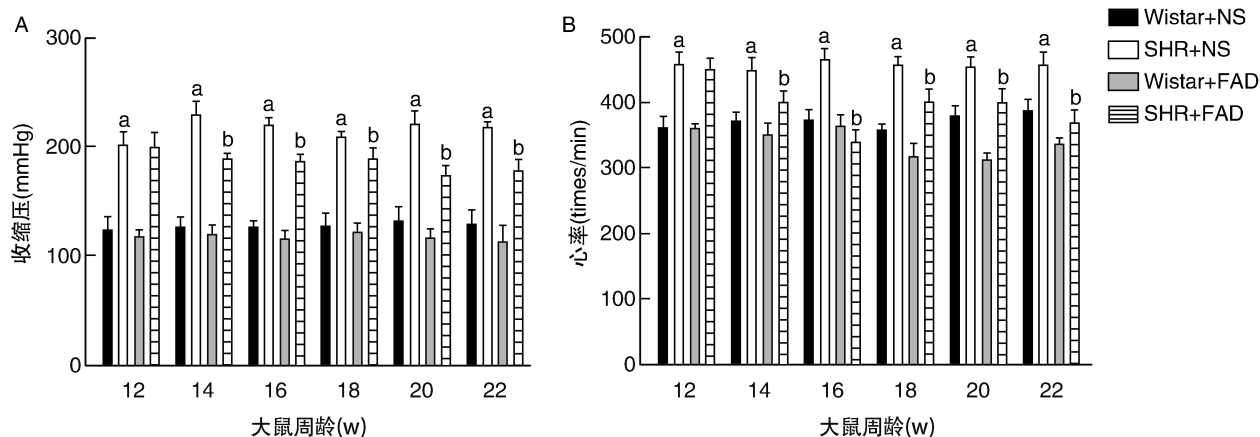 A
收缩压(mmHg)
300
200
100
0
a
a
b
a
b
a
b
a
b
a
b
12 14 16 18 20 22
大鼠周龄(w)
B
心率(times/min)
500
400
300
200
100
0
a
a
b
a
b
a
b
a
b
a
b
12 14 16 18 20 22
大鼠周龄(w)
Wistar+NS
SHR+NS
Wistar+FAD
SHR+FAD